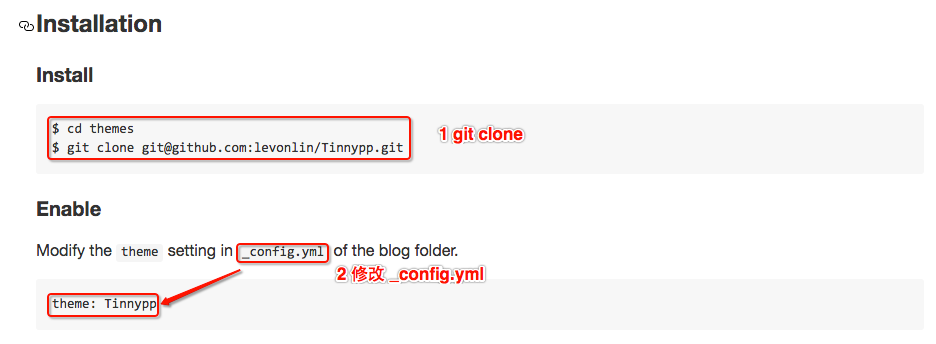 Installation
Install
$ cd themes
$ git clone git@github.com:levonlin/Tinnypp.git
1 git clone
Enable
Modify the theme setting in _config.yml of the blog folder.
2 修改 _config.yml
theme: Tinnypp